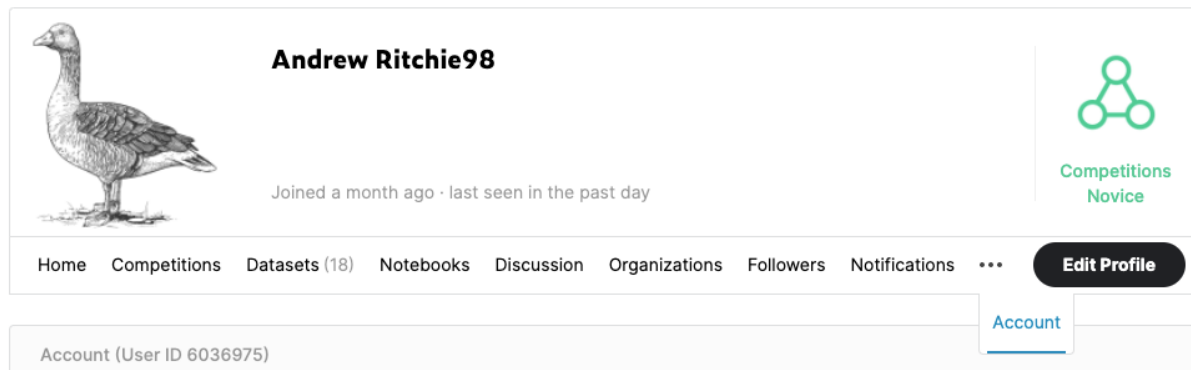 Andrew Ritchie98
Joined a month ago · last seen in the past day
Competitions
Novice
Home Competitions Datasets (18) Notebooks Discussion Organizations Followers Notifications ••• Edit Profile
Account
Account (User ID 6036975)